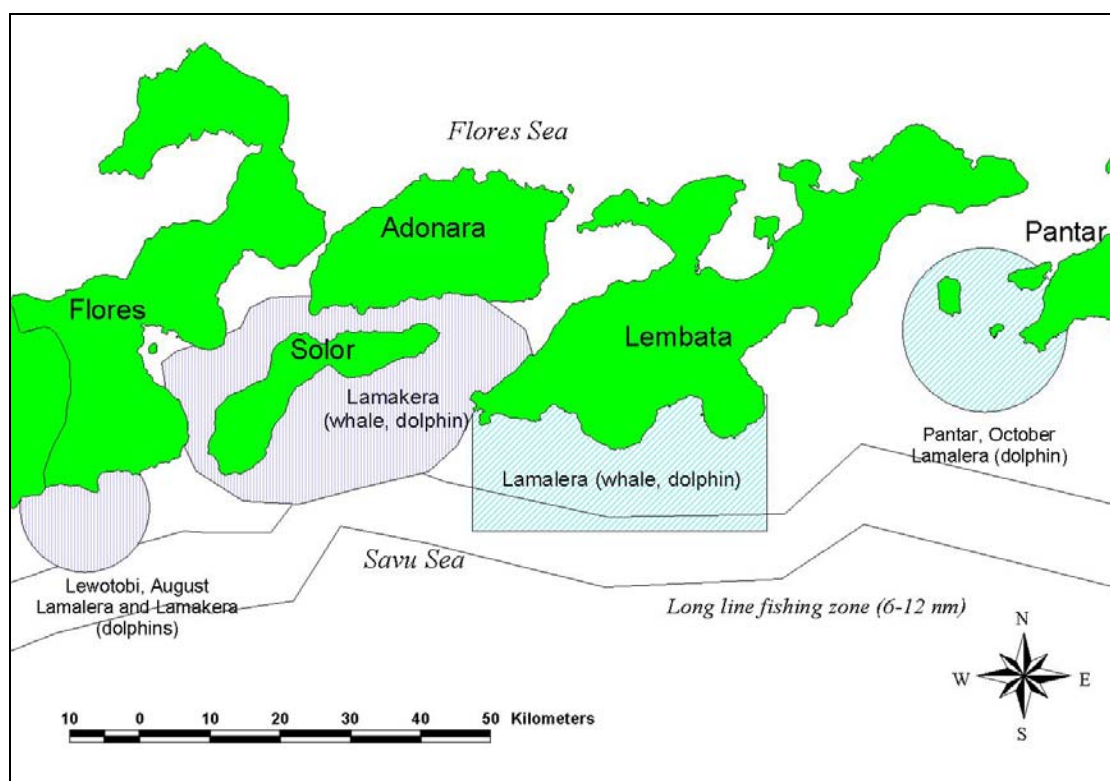 Flores Sea
Adonara
Pantar
Flores
Solor
Lembata
Lamakera
(whale, dolphin)
Pantar, October
Lamalera (dolphin)
Lamalera (whale, dolphin)
Savu Sea
Lewotobi, August
Lamalera and Lamakera
(dolphins)
Long line fishing zone (6-12 nm)
N
W E
S
10 0 10 20 30 40 50 Kilometers